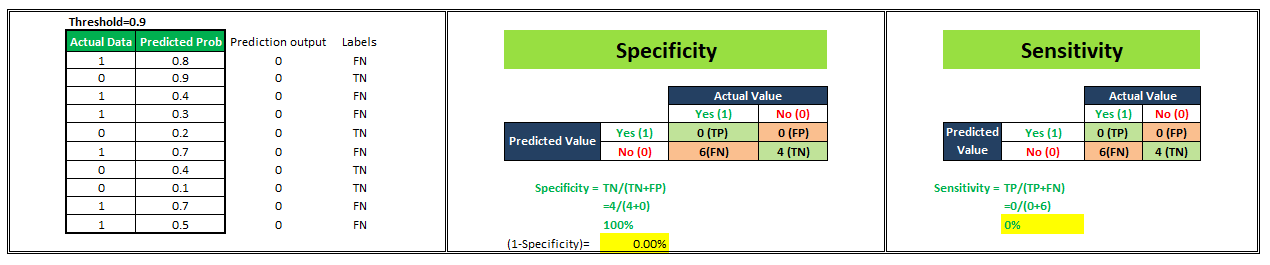 Threshold=0.9
Actual Data Predicted Prob Prediction output Labels
1 0.8 0 FN
0 0.9 0 TN
1 0.4 0 FN
1 0.3 0 FN
0 0.2 0 TN
1 0.7 0 FN
0 0.4 0 TN
0 0.1 0 TN
1 0.7 0 FN
1 0.5 0 FN
Specificity
Actual Value
Yes (1) No (0)
Predicted Value
Yes (1) 0 (TP) 0 (FP)
No (0) 6(FN) 4 (TN)
Specificity = TN/(TN+FP)
=4/(4+0)
100%
(1-Specificity)= 0.00%
Sensitivity
Actual Value
Yes (1) No (0)
Predicted
Value
Yes (1) 0 (TP) 0 (FP)
No (0) 6(FN) 4 (TN)
Sensitivity = TP/(TP+FN)
=0/(0+6)
0%